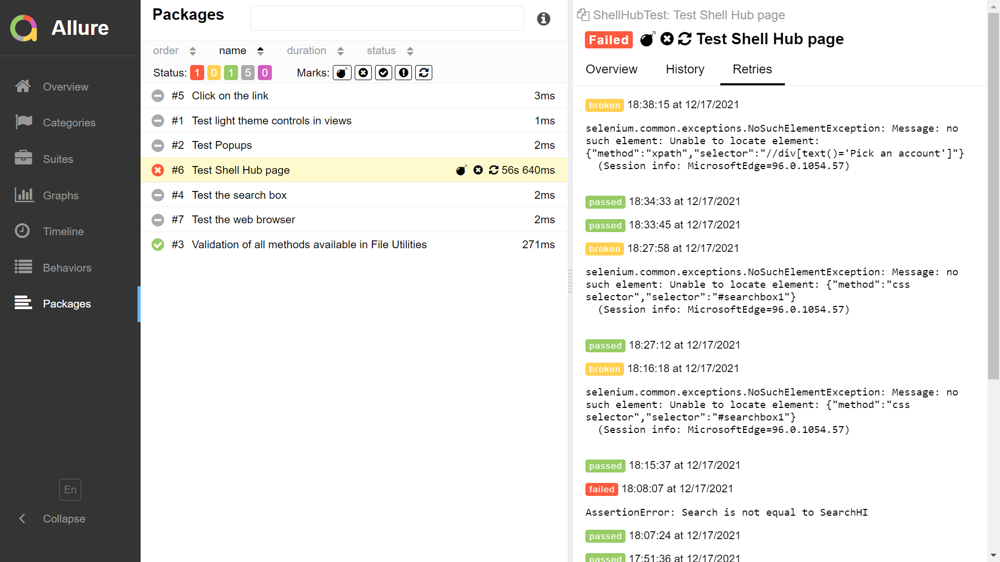 Allure
Overview
Categories
Suites
Graphs
Timeline
Behaviors
Packages
En
Collapse
Packages
order name duration status
Status: 1 0 1 5 0 Marks:
#5 Click on the link 3ms
#1 Test light theme controls in views 1ms
#2 Test Popups 2ms
#6 Test Shell Hub page 56s 640ms
#4 Test the search box 2ms
#7 Test the web browser 2ms
#3 Validation of all methods available in File Utilities 271ms
ShellHubTest: Test Shell Hub page
Failed Test Shell Hub page
Overview History Retries
broken 18:38:15 at 12/17/2021
selenium.common.exceptions.NoSuchElementException: Message: no
such element: Unable to locate element:
{"method":"xpath","selector":"//div[text()='Pick an account']"}
(Session info: MicrosoftEdge=96.0.1054.57)
passed 18:34:33 at 12/17/2021
passed 18:33:45 at 12/17/2021
broken 18:27:58 at 12/17/2021
selenium.common.exceptions.NoSuchElementException: Message: no
such element: Unable to locate element: {"method":"css
selector","selector":"#searchbox1"}
(Session info: MicrosoftEdge=96.0.1054.57)
passed 18:27:12 at 12/17/2021
broken 18:16:18 at 12/17/2021
selenium.common.exceptions.NoSuchElementException: Message: no
such element: Unable to locate element: {"method":"css
selector","selector":"#searchbox1"}
(Session info: MicrosoftEdge=96.0.1054.57)
passed 18:15:37 at 12/17/2021
failed 18:08:07 at 12/17/2021
AssertionError: Search is not equal to SearchHI
passed 18:07:24 at 12/17/2021
passed 17:51:36 at 12/17/2021